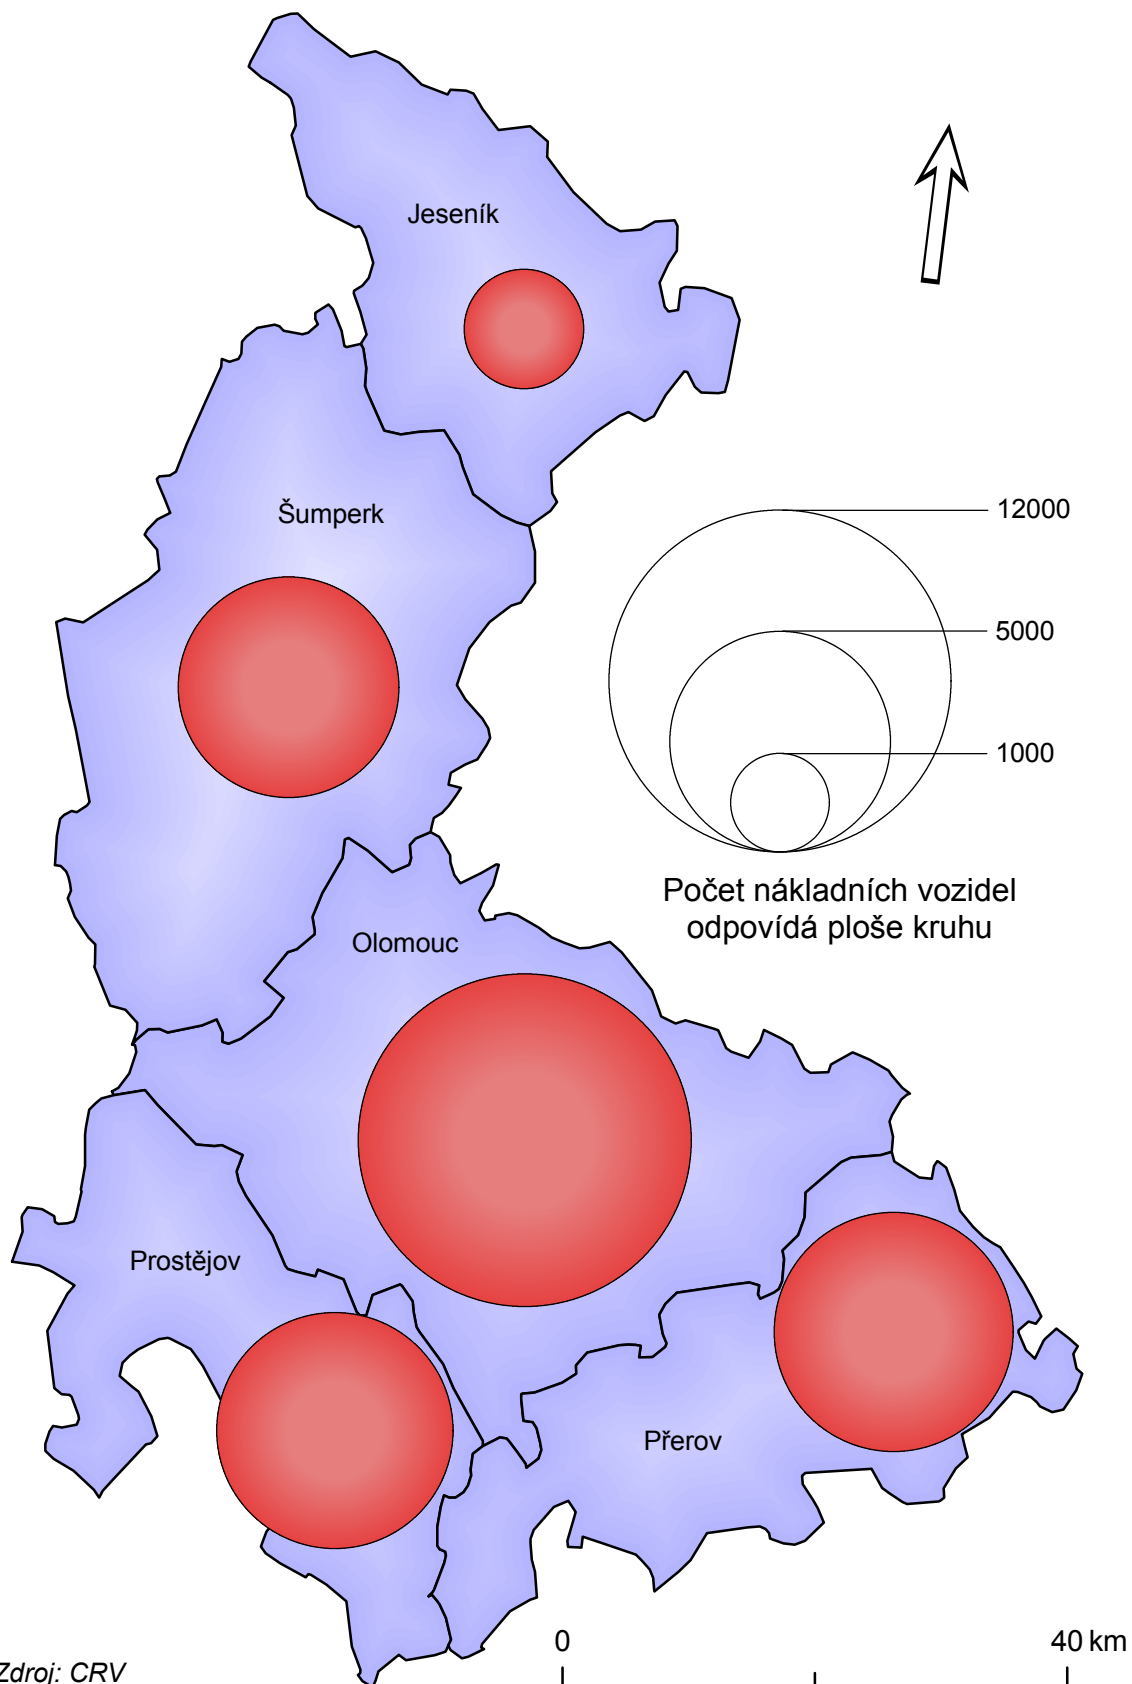 Jeseník
Šumperk
12000
5000
1000
Počet nákladních vozidel
odpovídá ploše kruhu
Olomouc
Prostějov
Přerov
0
40 km
Zdroj: CRV